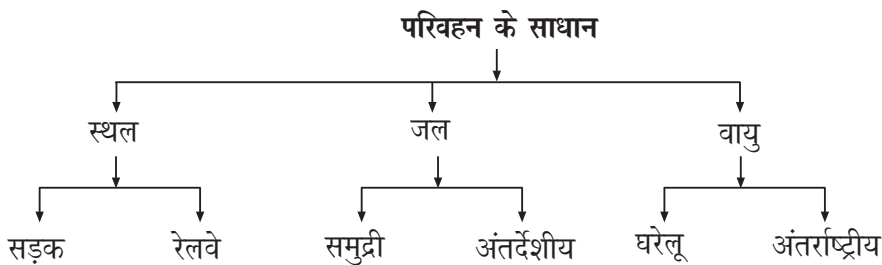 परिवहन के साधान
स्थल जल वायु
सड़क रेलवे समुद्री अंतर्देशीय घरेलू अंतर्राष्ट्रीय